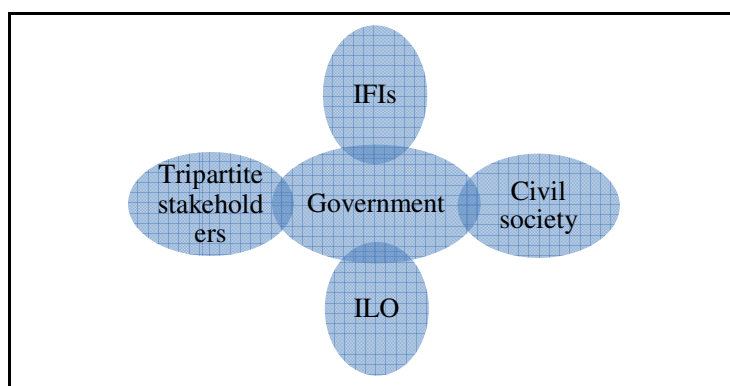 IFIs
Tripartite
stakehold
ers
Government
Civil
society
ILO